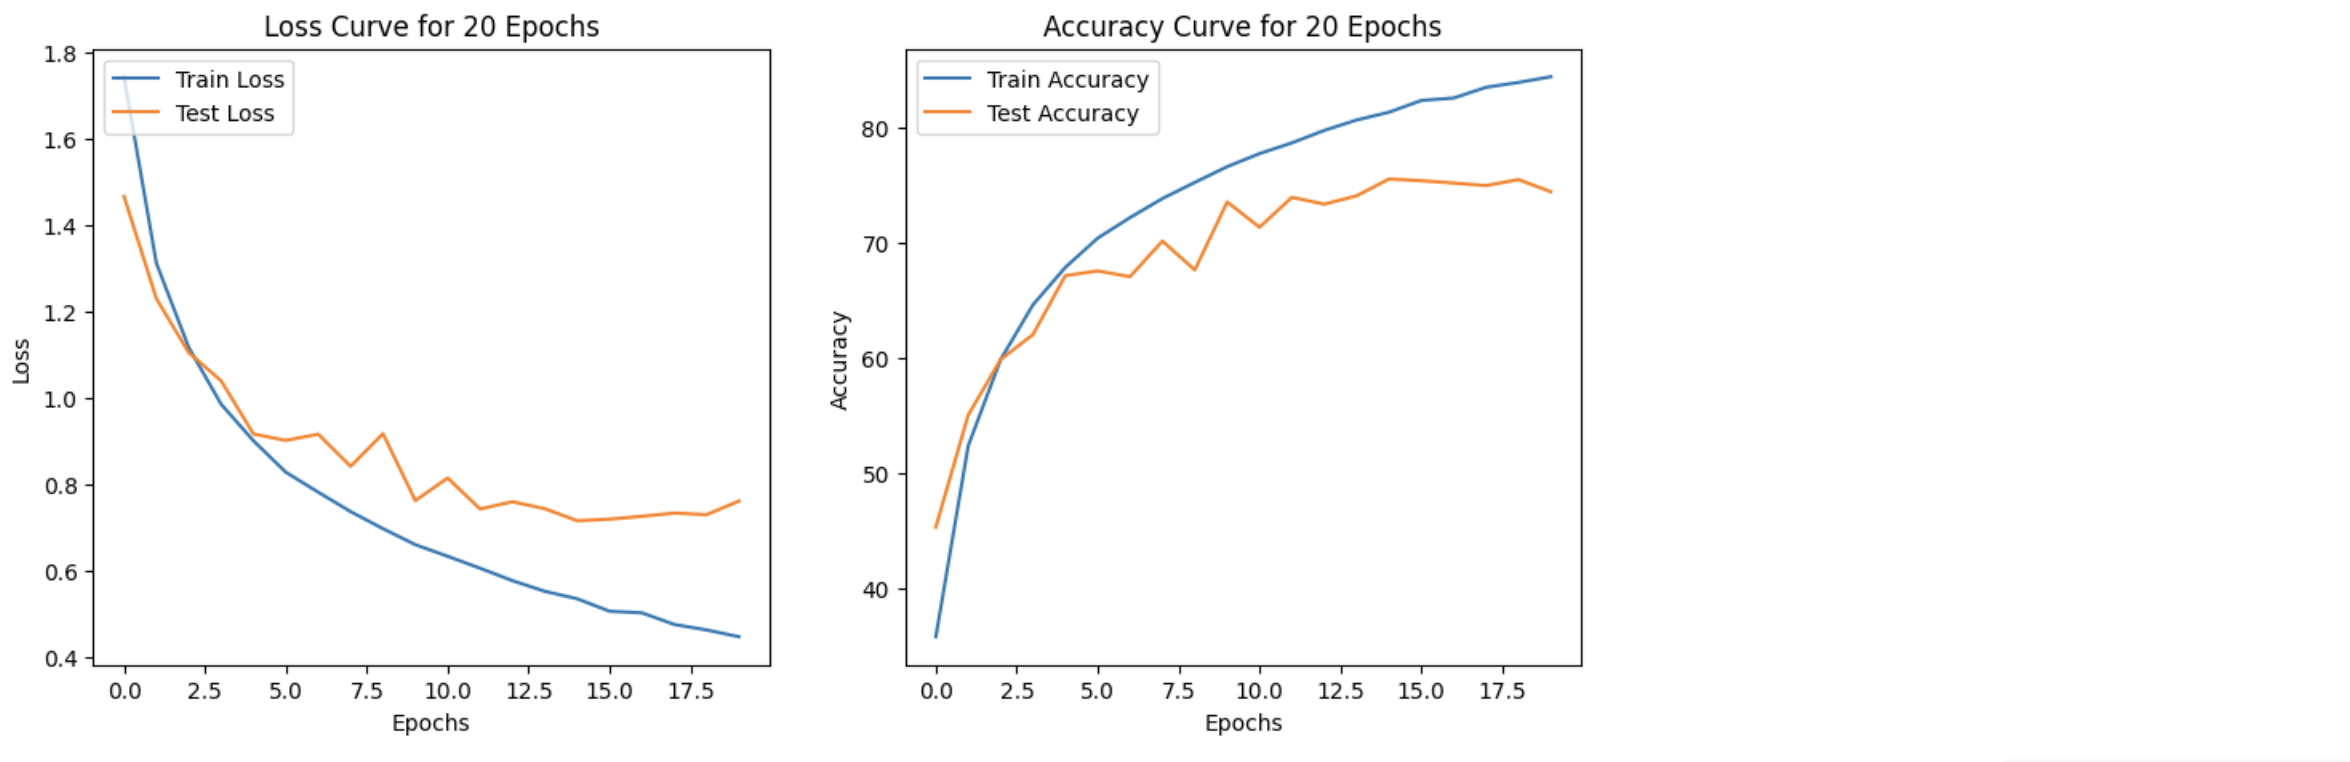 Loss Curve for 20 Epochs
Train Loss
Test Loss
1.8
1.6
1.4
1.2
1.0
0.8
0.6
0.4
Loss
0.0 2.5 5.0 7.5 10.0 12.5 15.0 17.5
Epochs
Accuracy Curve for 20 Epochs
Train Accuracy
Test Accuracy
80
70
60
50
40
Accuracy
0.0 2.5 5.0 7.5 10.0 12.5 15.0 17.5
Epochs